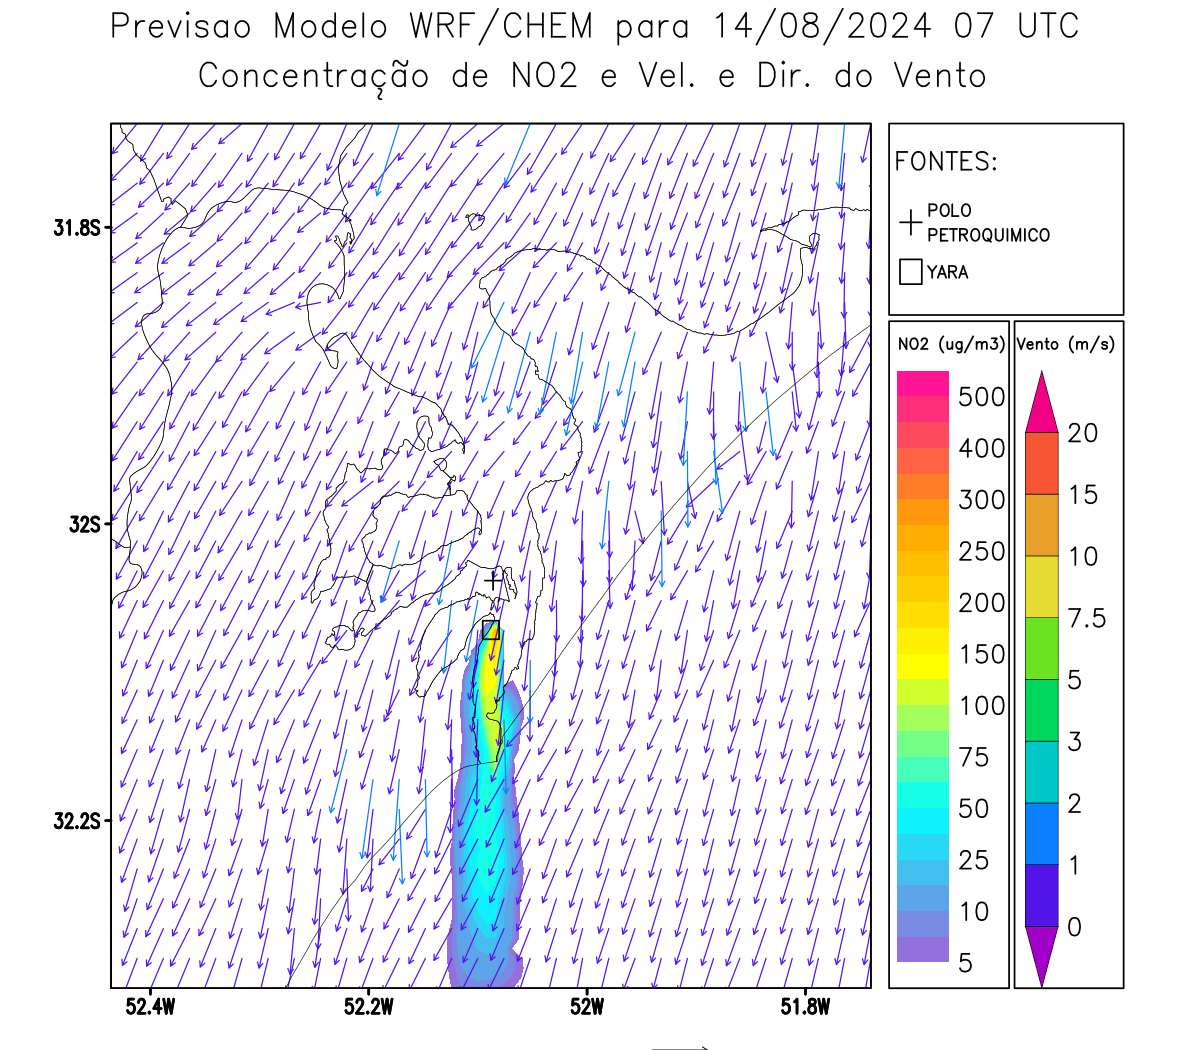 Previsao Modelo WRF/CHEM para 14/08/2024 07 UTC
Concentração de NO2 e Vel. e Dir. do Vento
FONTES:
POLO
PETROQUIMICO
YARA
NO2 (ug/m3)
500
400
300
250
200
150
100
75
50
25
10
5
Vento (m/s)
20
15
10
7.5
5
3
2
1
0
31.8S
32S
32.2S
52.4W
52.2W
52W
51.8W